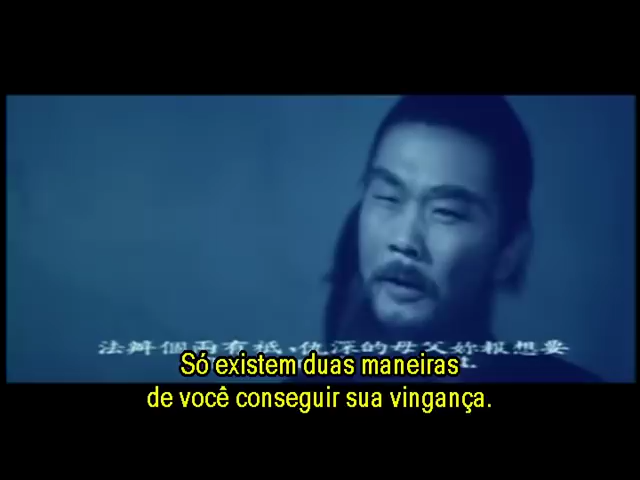 要想報妳父母的深仇,祗有兩個辦法
Só existem duas maneiras
de você conseguir sua vingança.